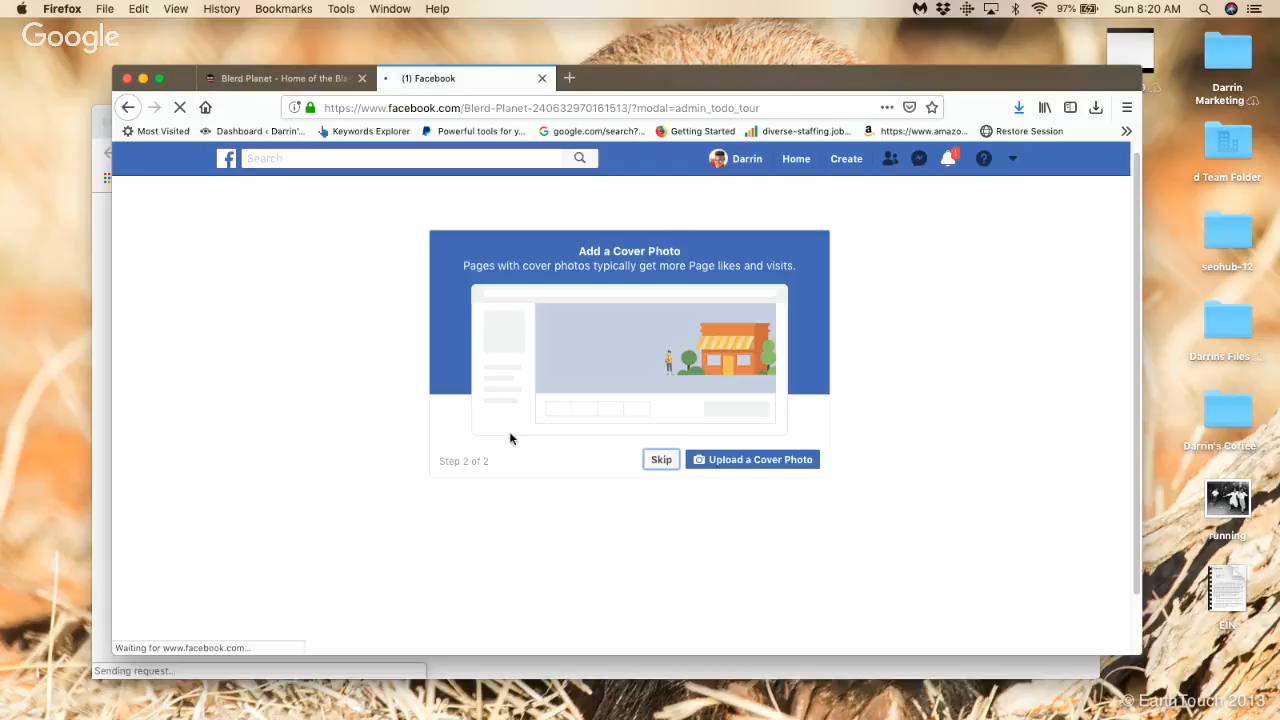 Firefox File Edit View History Bookmarks Tools Window Help 97% Sun 8:20 AM
Google
Blerd Planet - Home of the Bla
(1) Facebook
https://www.facebook.com/Blerd-Planet-240632970161513/?modal=admin_todo_tour
Most Visited Dashboard ‹ Darrin'... Keywords Explorer Powerful tools for y... google.com/search?... Getting Started diverse-staffing.job... https://www.amazo... Restore Session
Search
Darrin Home Create 1
Add a Cover Photo
Pages with cover photos typically get more Page likes and visits.
Step 2 of 2
Skip
Upload a Cover Photo
Waiting for www.facebook.com...
Sending request...
Darrin
Marketing
d Team Folder
seohub-12
Darrins Files
Darrin's Coffee
running
EIN
© EarthTouch 2013